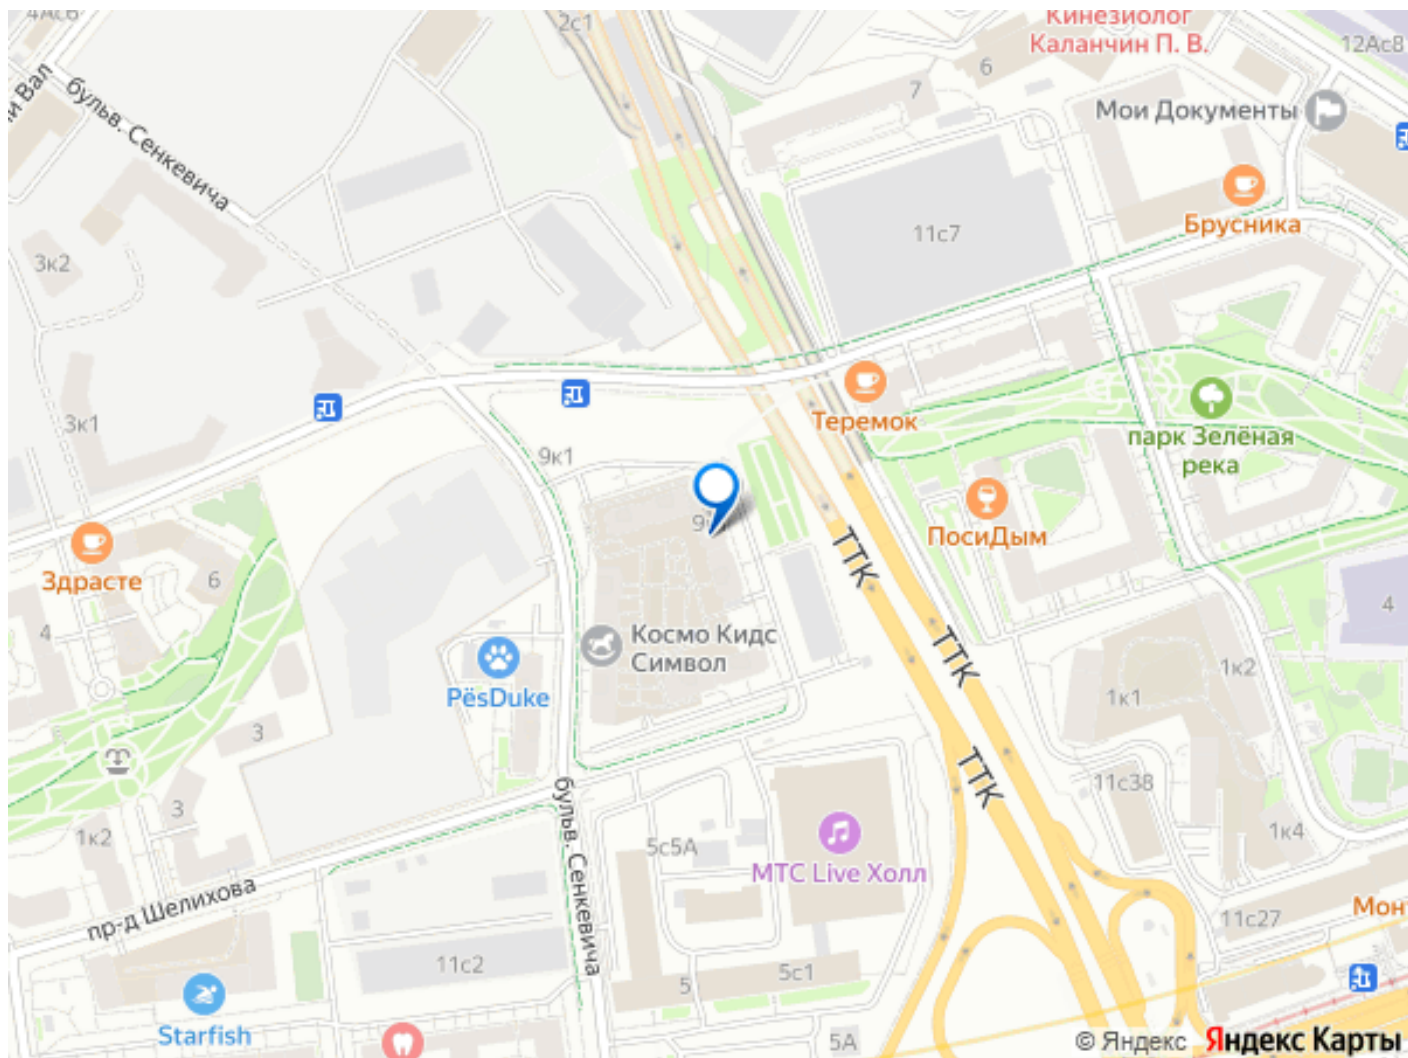 4Ас6
2с1
Кинезиолог
Каланчин П. В.
12Ас8
6
7
Мои Документы
бульв. Сенкевича
Вал
Брусника
11с7
3к2
Теремок
3к1
парк Зелёная
река
9к1
ПосиДым
ТТК
Здрасте
6
4
4
Космо Кидс
Символ
ТТК
PёsDuke
1к2
1к1
3
ТТК
11с38
3
1к2
1к4
5с5А
МТС Live Холл
бульв. Сенкевича
пр-д Шелихова
11с27
Мон
11с2
5с1
5
Starfish
5А
© Яндекс Яндекс Карты